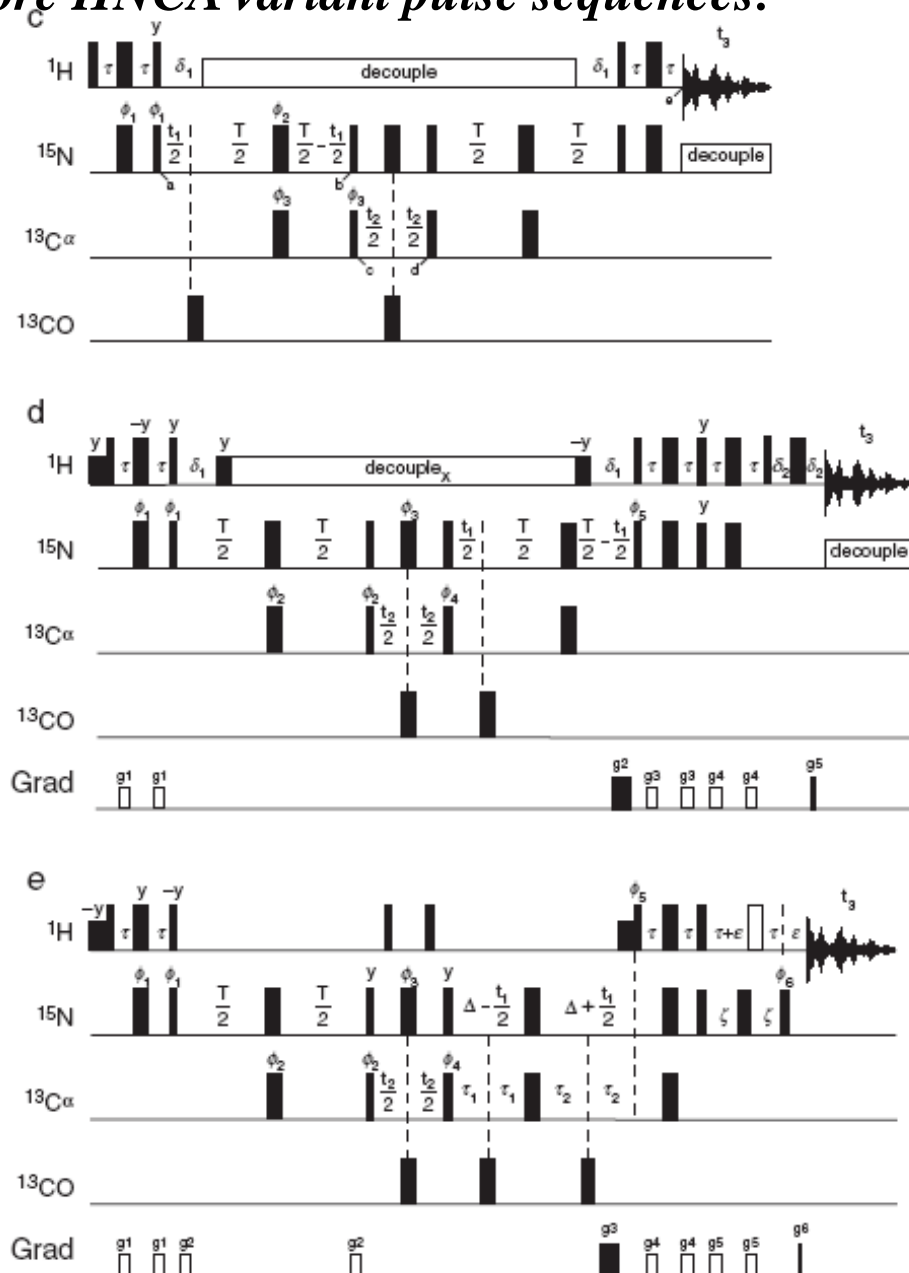 ore HNCA variant pulse sequences:
c
y t3
1H τ τ δ1 decouple δ1 τ τ
e
ϕ1 ϕ1 ϕ2
15N t1/2 T/2 T/2 - t1/2 T/2 T/2 decouple
a b
ϕ3 ϕ3
13Cα t2/2 t2/2
c d
13CO
d
y -y y y -y y t3
1H τ τ δ1 decouplex δ1 τ τ τ τ δ2 δ2
ϕ1 ϕ1 ϕ3 ϕ5 y
15N T/2 T/2 t1/2 T/2 T/2 - t1/2 decouple
ϕ2 ϕ2 ϕ4
13Cα t2/2 t2/2
13CO
Grad g1 g1 g2 g3 g3 g4 g4 g5
e
-y y -y ϕ5 t3
1H τ τ τ τ τ+ε τ ε
ϕ1 ϕ1 y ϕ3 y ϕ6
15N T/2 T/2 Δ - t1/2 Δ + t1/2 ζ ζ
ϕ2 ϕ2 ϕ4
13Cα t2/2 t2/2 τ1 τ1 τ2 τ2
13CO
Grad g1 g1 g2 g2 g3 g4 g4 g5 g5 g6